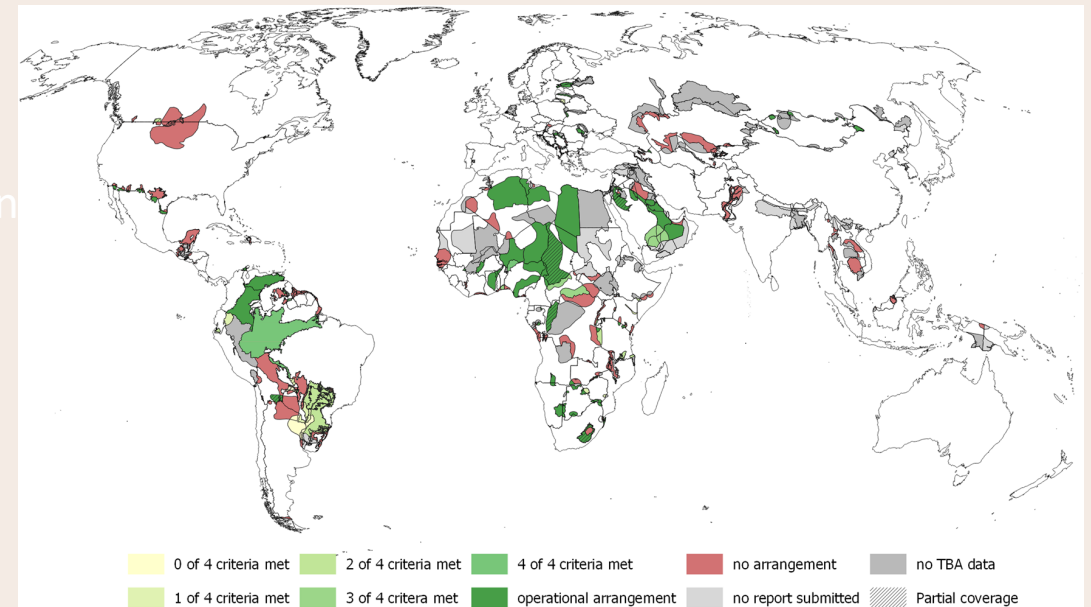 n
0 of 4 criteria met 2 of 4 criteria met 4 of 4 criteria met no arrangement no TBA data
1 of 4 criteria met 3 of 4 critera met operational arrangement no report submitted Partial coverage